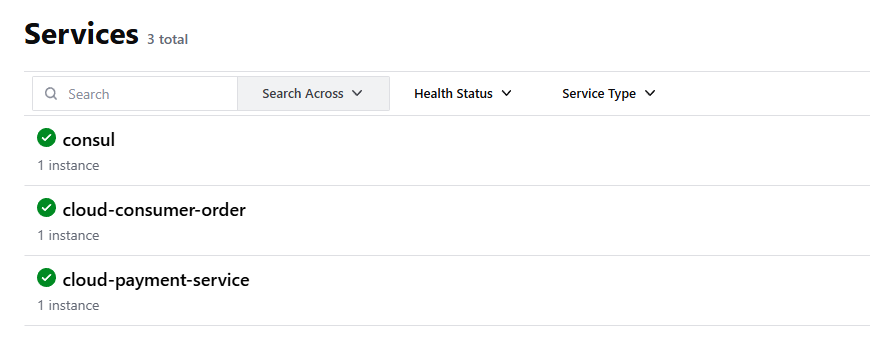 Services 3 total
Search Search Across Health Status Service Type
consul
1 instance
cloud-consumer-order
1 instance
cloud-payment-service
1 instance